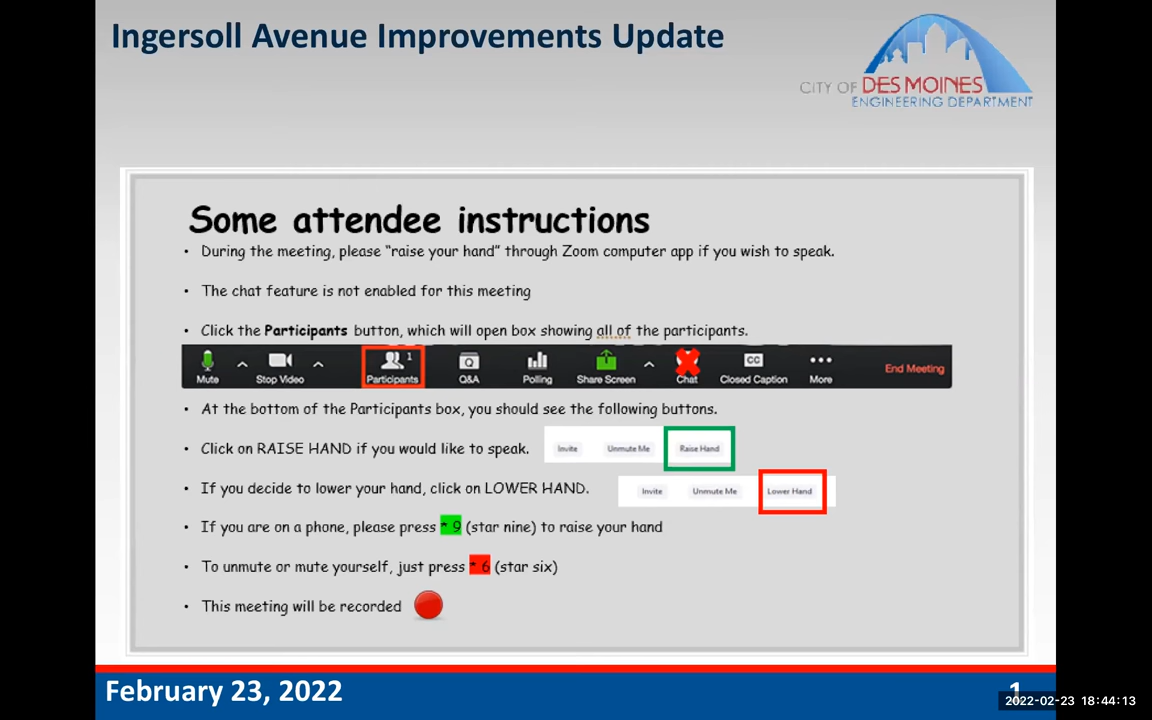 Ingersoll Avenue Improvements Update
CITY OF DES MOINES
ENGINEERING DEPARTMENT
Some attendee instructions
• During the meeting, please “raise your hand” through Zoom computer app if you wish to speak.
• The chat feature is not enabled for this meeting
• Click the Participants button, which will open box showing all of the participants.
Mute Stop Video Participants 1 Q&A Polling Share Screen Chat CC Closed Caption More End Meeting
• At the bottom of the Participants box, you should see the following buttons.
• Click on RAISE HAND if you would like to speak. Invite Unmute Me Raise Hand
• If you decide to lower your hand, click on LOWER HAND. Invite Unmute Me Lower Hand
• If you are on a phone, please press * 9 (star nine) to raise your hand
• To unmute or mute yourself, just press * 6 (star six)
• This meeting will be recorded
February 23, 2022 1
2022-02-23 18:44:13